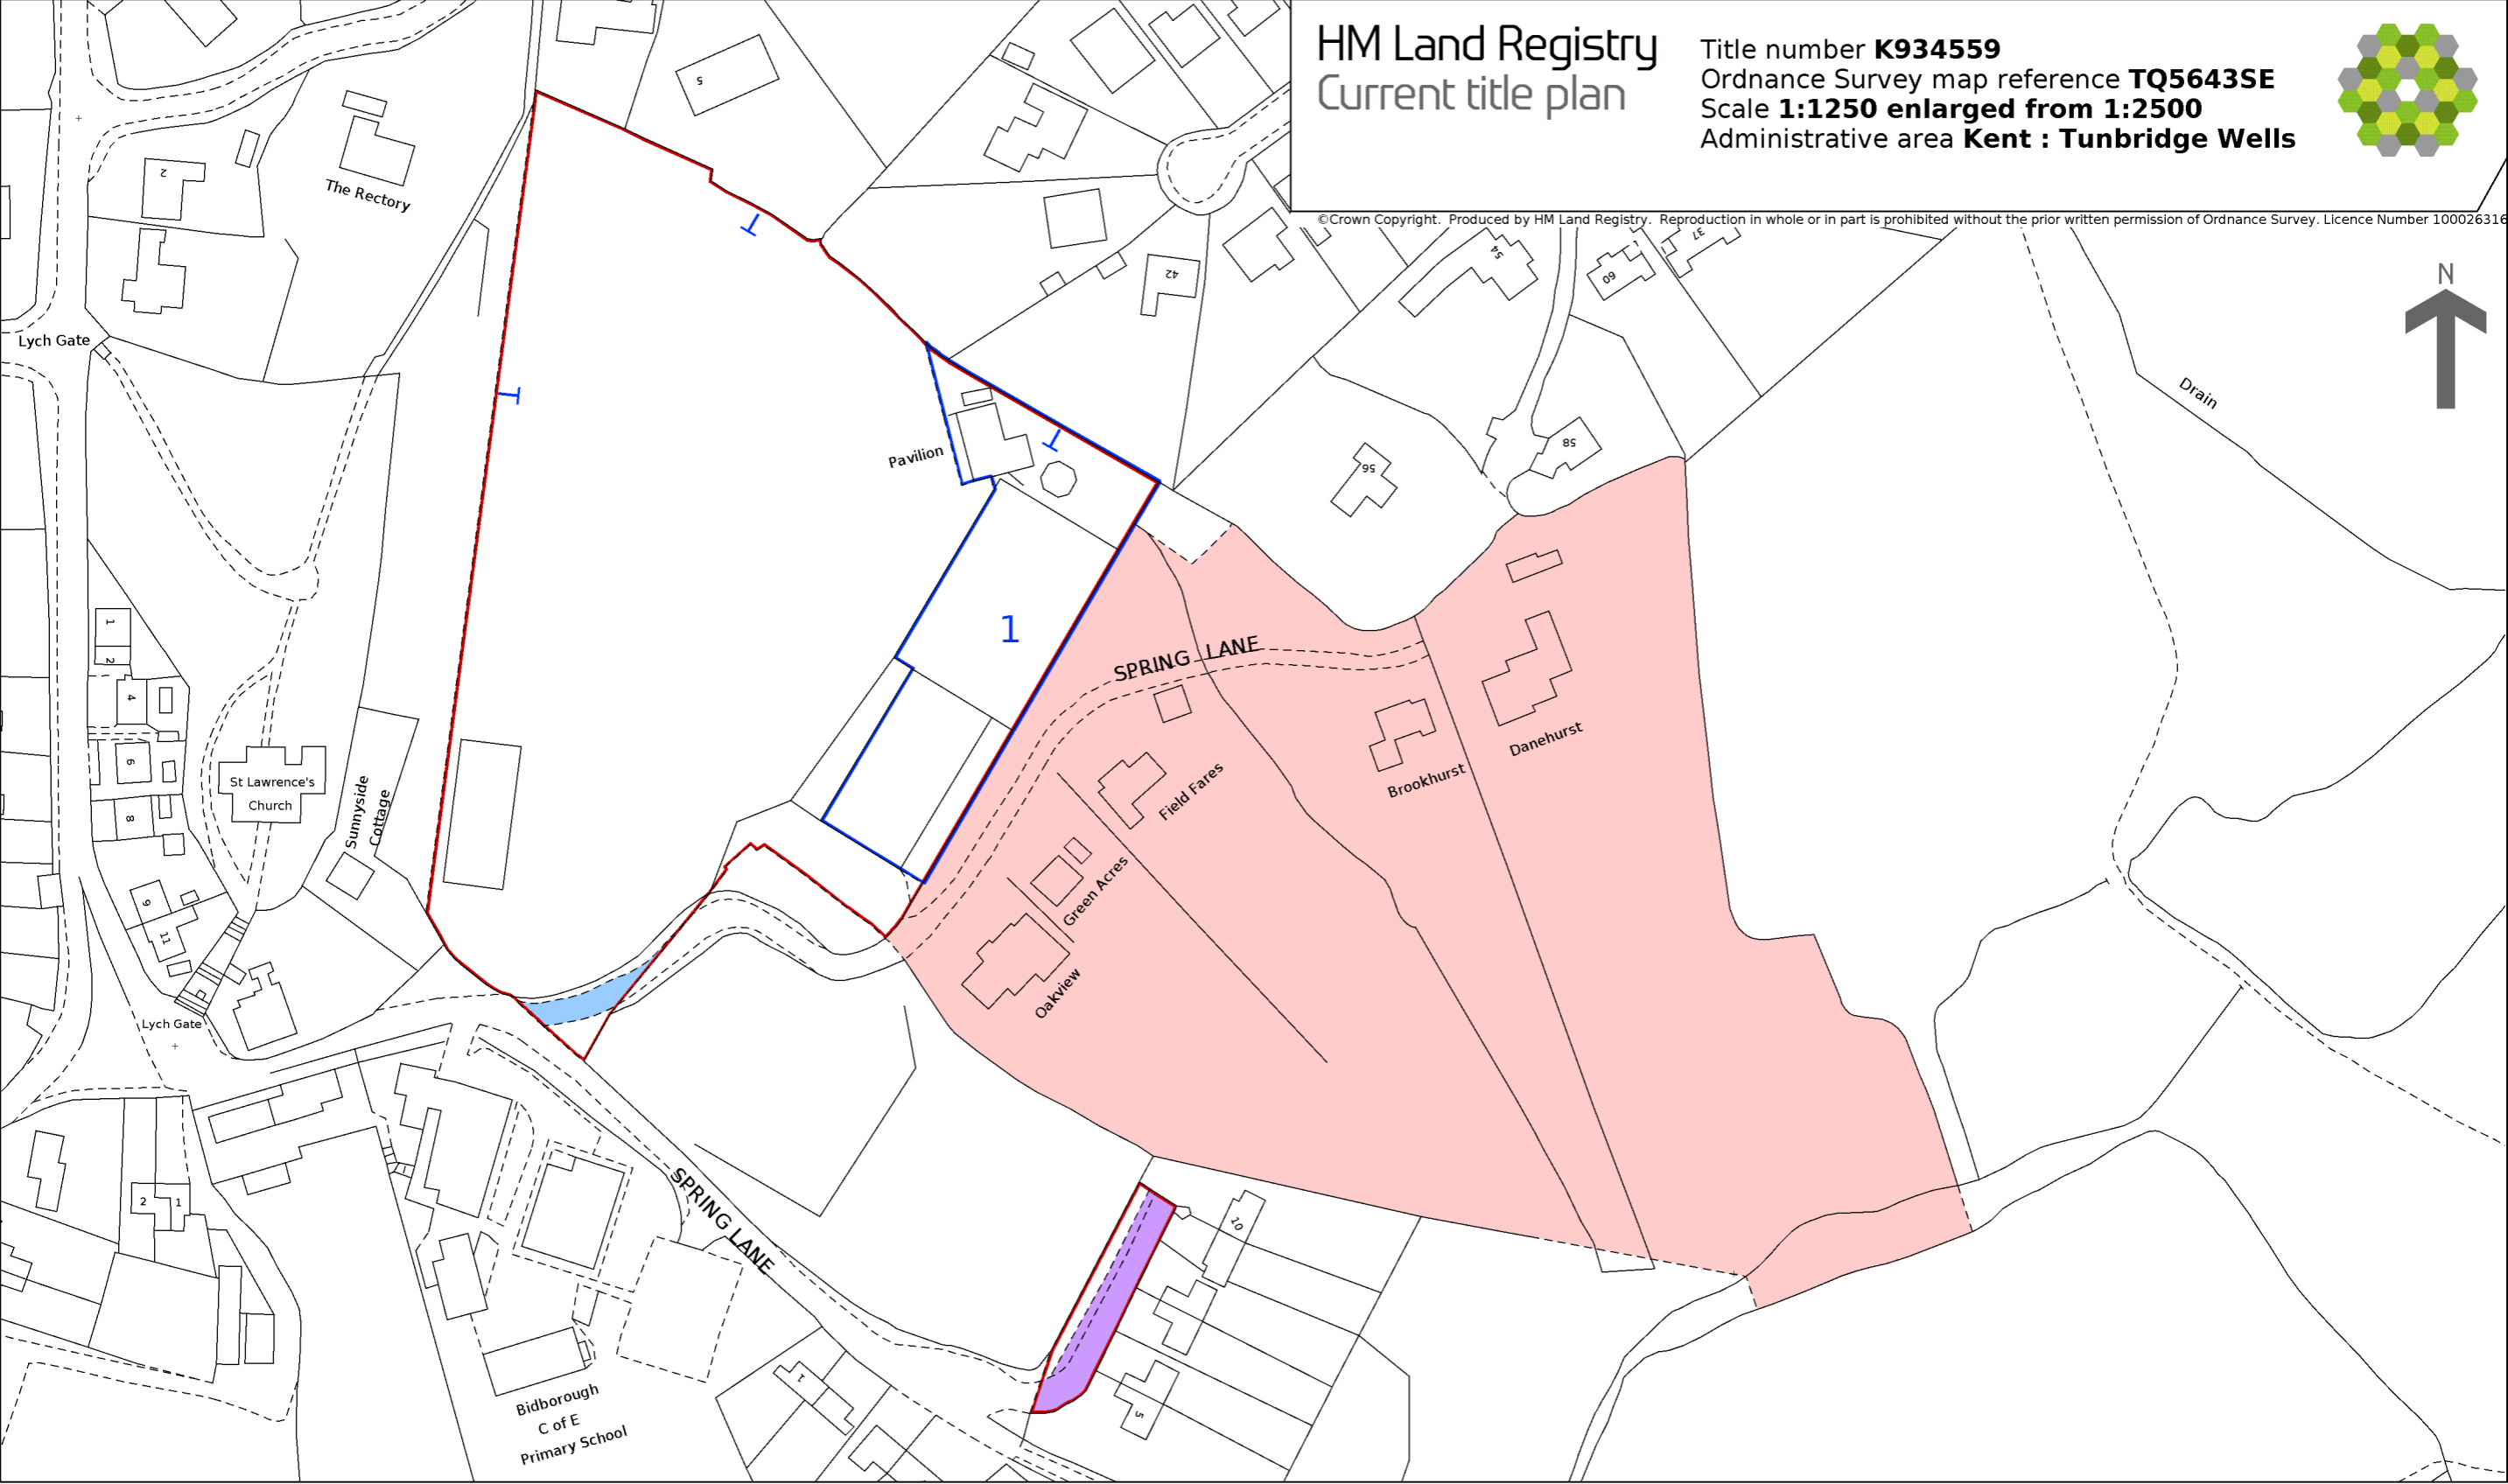 HM Land Registry
Current title plan
Title number K934559
Ordnance Survey map reference TQ5643SE
Scale 1:1250 enlarged from 1:2500
Administrative area Kent : Tunbridge Wells
©Crown Copyright. Produced by HM Land Registry. Reproduction in whole or in part is prohibited without the prior written permission of Ordnance Survey. Licence Number 100026316
N
5
2
The Rectory
42
54
60
37
Lych Gate
Drain
Pavilion
56
58
1
1
2
4
6
8
SPRING LANE
St Lawrence's
Church
Sunnyside
Cottage
Danehurst
Brookhurst
Field Fares
Green Acres
Oakview
9
11
Lych Gate
2
1
SPRING LANE
10
1
5
Bidborough
C of E
Primary School